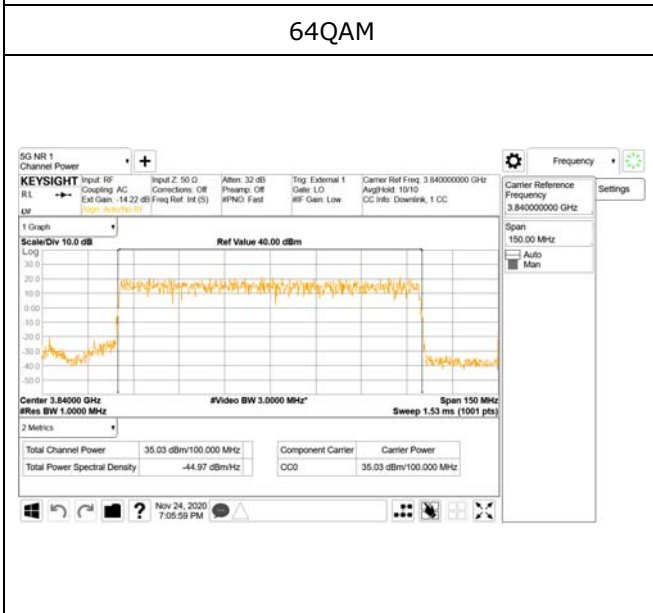 64QAM
5G NR 1
Channel Power
KEYSIGHT
RL
Input: RF
Coupling: AC
Ext Gain: -14.22 dB
Align: Auto/No RF
Input Z: 50 Ω
Corrections: Off
Freq Ref: Int (S)
Atten: 32 dB
Preamp: Off
#PNO: Fast
Trig: External 1
Gate: LO
#IF Gain: Low
Carrier Ref Freq: 3.840000000 GHz
Avg|Hold: 10/10
CC Info: Downlink, 1 CC
1 Graph
Scale/Div 10.0 dB
Ref Value 40.00 dBm
Log
30.0
20.0
10.0
0.00
-10.0
-20.0
-30.0
-40.0
-50.0
Center 3.84000 GHz
#Video BW 3.0000 MHz*
Span 150 MHz
#Res BW 1.0000 MHz
Sweep 1.53 ms (1001 pts)
2 Metrics
Total Channel Power 35.03 dBm/100.000 MHz
Total Power Spectral Density -44.97 dBm/Hz
Component Carrier Carrier Power
CC0 35.03 dBm/100.000 MHz
?
Nov 24, 2020
7:05:59 PM
Frequency
Settings
Carrier Reference
Frequency
3.840000000 GHz
Span
150.00 MHz
Auto
Man